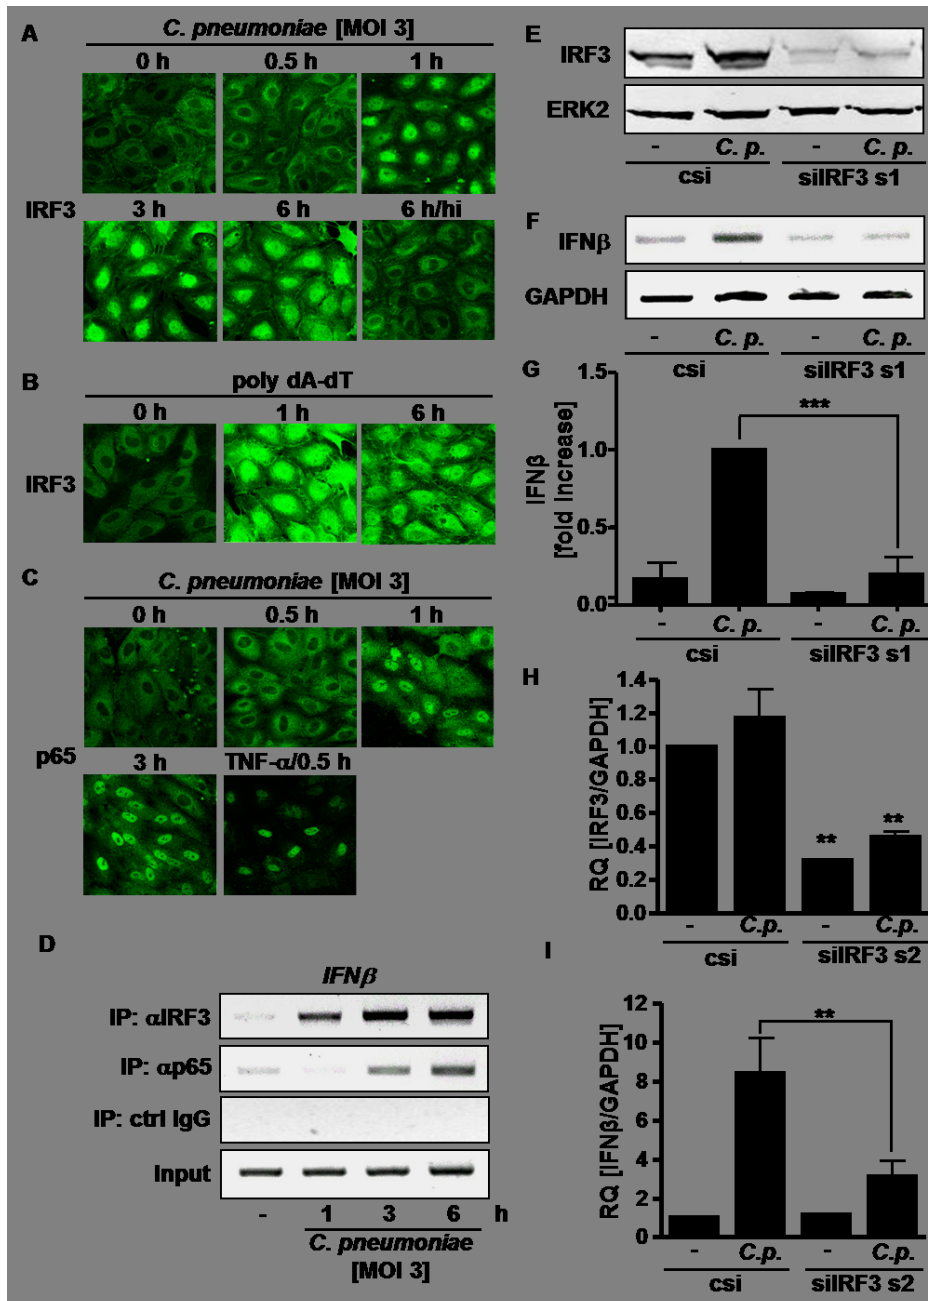 A
C. pneumoniae [MOI 3]
0 h 0.5 h 1 h
IRF3
3 h 6 h 6 h/hi
B
poly dA-dT
0 h 1 h 6 h
IRF3
C
C. pneumoniae [MOI 3]
0 h 0.5 h 1 h
p65
3 h TNF-α/0.5 h
D
IFNβ
IP: αIRF3
IP: αp65
IP: ctrl IgG
Input
- 1 3 6 h
C. pneumoniae
[MOI 3]
E
IRF3
ERK2
- C. p. - C. p.
csi siIRF3 s1
F
IFNβ
GAPDH
- C. p. - C. p.
csi siIRF3 s1
G
IFNβ
[fold increase]
1.5
1.0
0.5
0.0
***
- C. p. - C. p.
csi siIRF3 s1
H
RQ [IRF3/GAPDH]
1.4
1.2
1.0
0.8
0.6
0.4
0.2
0.0
** **
- C.p. - C.p.
csi siIRF3 s2
I
RQ [IFNβ/GAPDH]
12
10
8
6
4
2
0
**
- C.p. - C.p.
csi siIRF3 s2